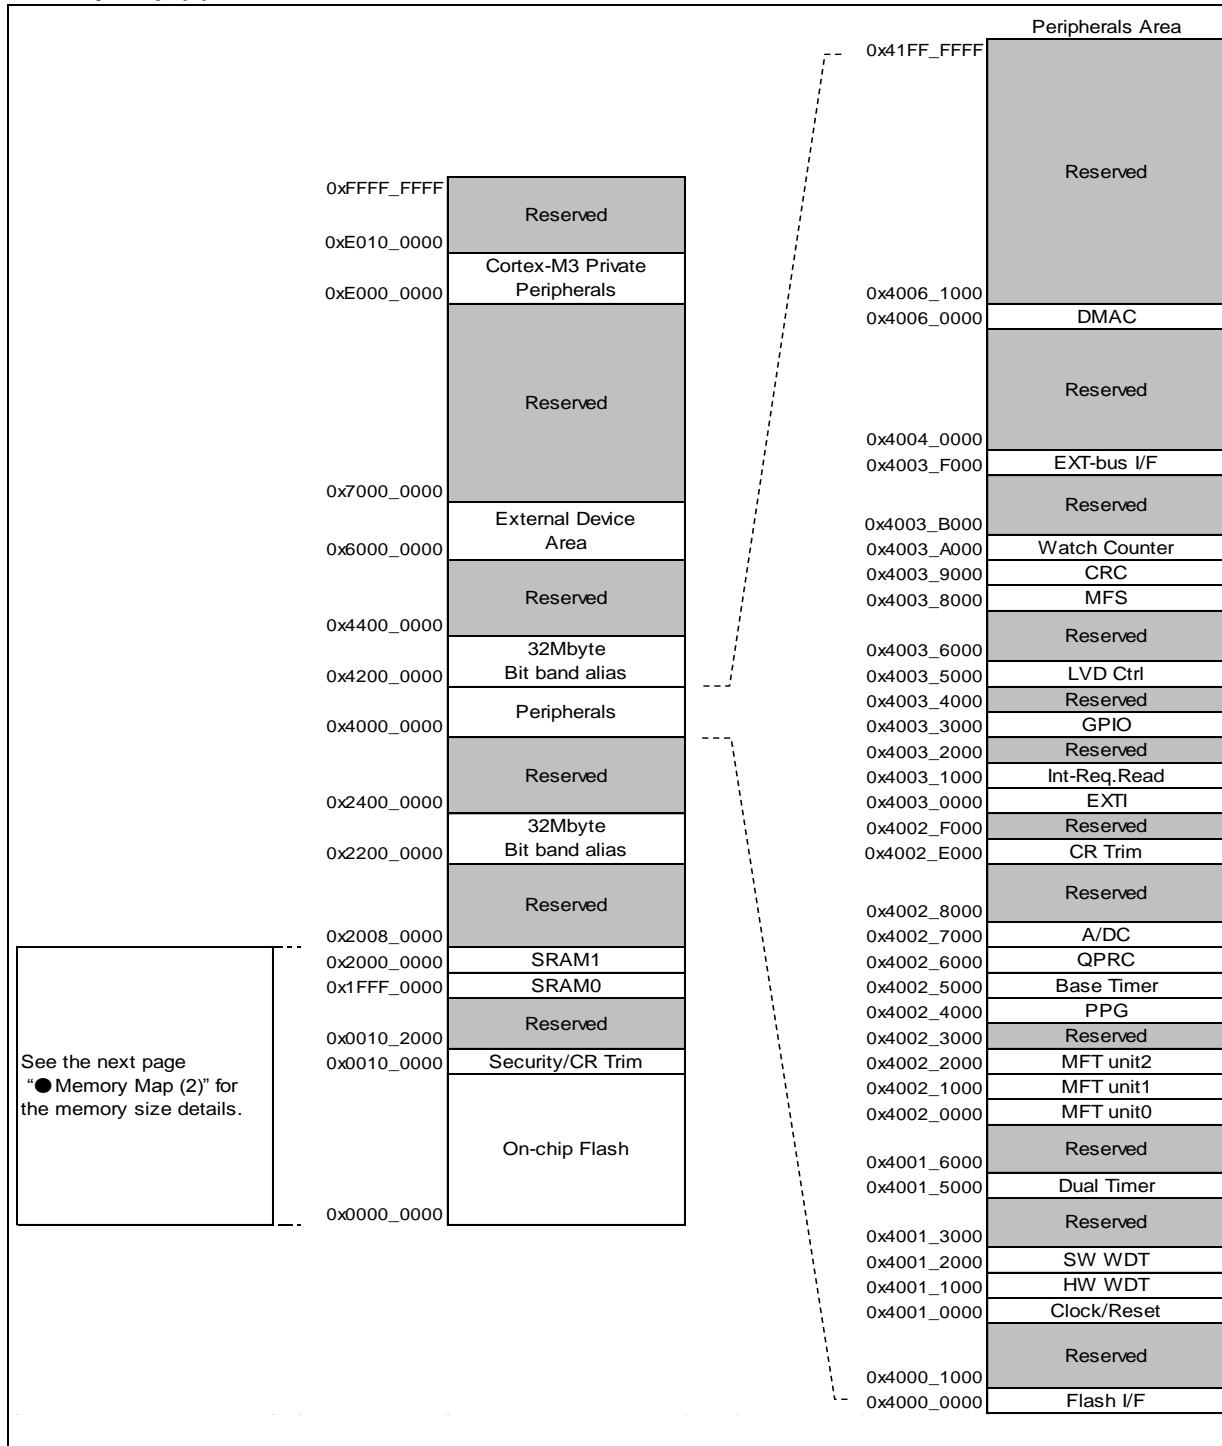 Peripherals Area
0x41FF_FFFF
Reserved
0x4006_1000
0x4006_0000 DMAC
Reserved
0x4004_0000
0x4003_F000 EXT-bus I/F
Reserved
0x4003_B000
0x4003_A000 Watch Counter
0x4003_9000 CRC
0x4003_8000 MFS
Reserved
0x4003_6000
0x4003_5000 LVD Ctrl
0x4003_4000 Reserved
0x4003_3000 GPIO
0x4003_2000 Reserved
0x4003_1000 Int-Req.Read
0x4003_0000 EXTI
0x4002_F000 Reserved
0x4002_E000 CR Trim
Reserved
0x4002_8000
0x4002_7000 A/DC
0x4002_6000 QPRC
0x4002_5000 Base Timer
0x4002_4000 PPG
0x4002_3000 Reserved
0x4002_2000 MFT unit2
0x4002_1000 MFT unit1
0x4002_0000 MFT unit0
Reserved
0x4001_6000
0x4001_5000 Dual Timer
Reserved
0x4001_3000
0x4001_2000 SW WDT
0x4001_1000 HW WDT
0x4001_0000 Clock/Reset
Reserved
0x4000_1000
0x4000_0000 Flash I/F
0xFFFF_FFFF
Reserved
0xE010_0000
Cortex-M3 Private
0xE000_0000 Peripherals
Reserved
0x7000_0000
External Device
0x6000_0000 Area
Reserved
0x4400_0000
32Mbyte
0x4200_0000 Bit band alias
Peripherals
0x4000_0000
Reserved
0x2400_0000
32Mbyte
0x2200_0000 Bit band alias
Reserved
0x2008_0000
0x2000_0000 SRAM1
0x1FFF_0000 SRAM0
Reserved
0x0010_2000
0x0010_0000 Security/CR Trim
On-chip Flash
0x0000_0000
See the next page
“●Memory Map (2)” for
the memory size details.